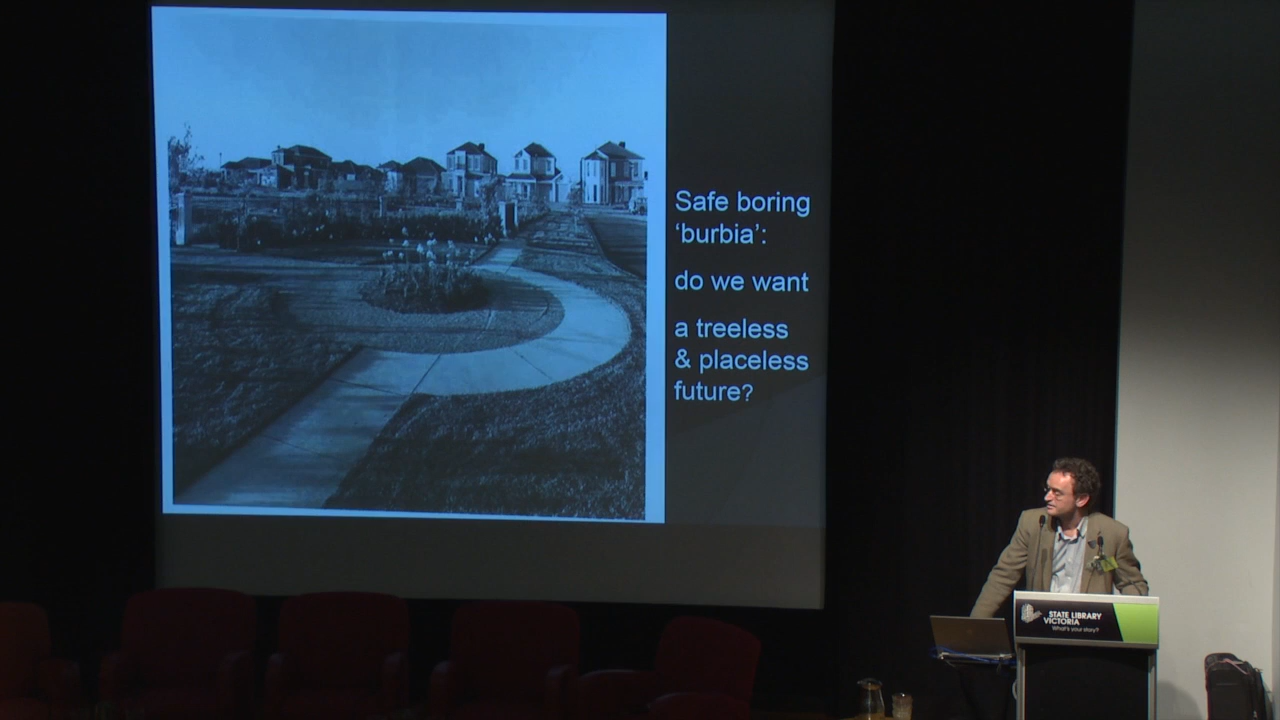 Safe boring
‘burbia’:
do we want
a treeless
& placeless
future?
STATE LIBRARY
VICTORIA
What's your story?